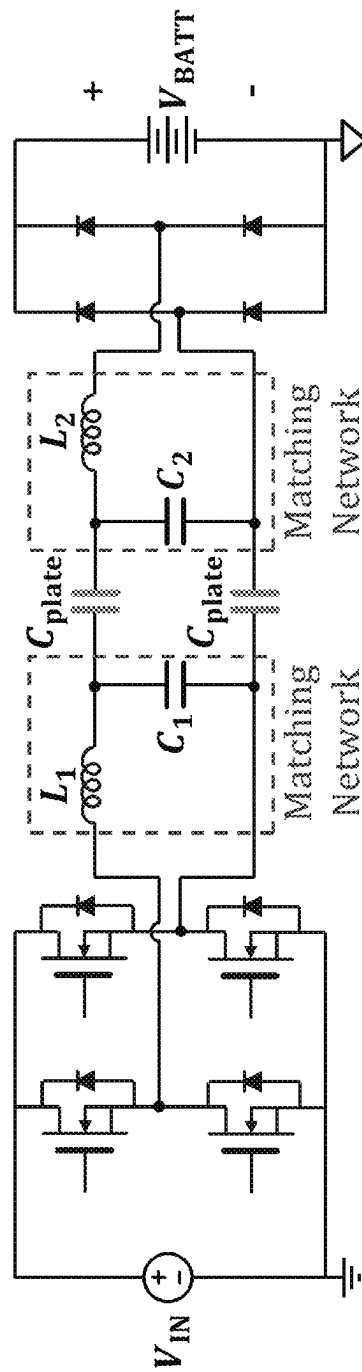 V_IN
+
−
L_1
C_1
Matching
Network
C_plate
C_plate
L_2
C_2
Matching
Network
+
V_BATT
-